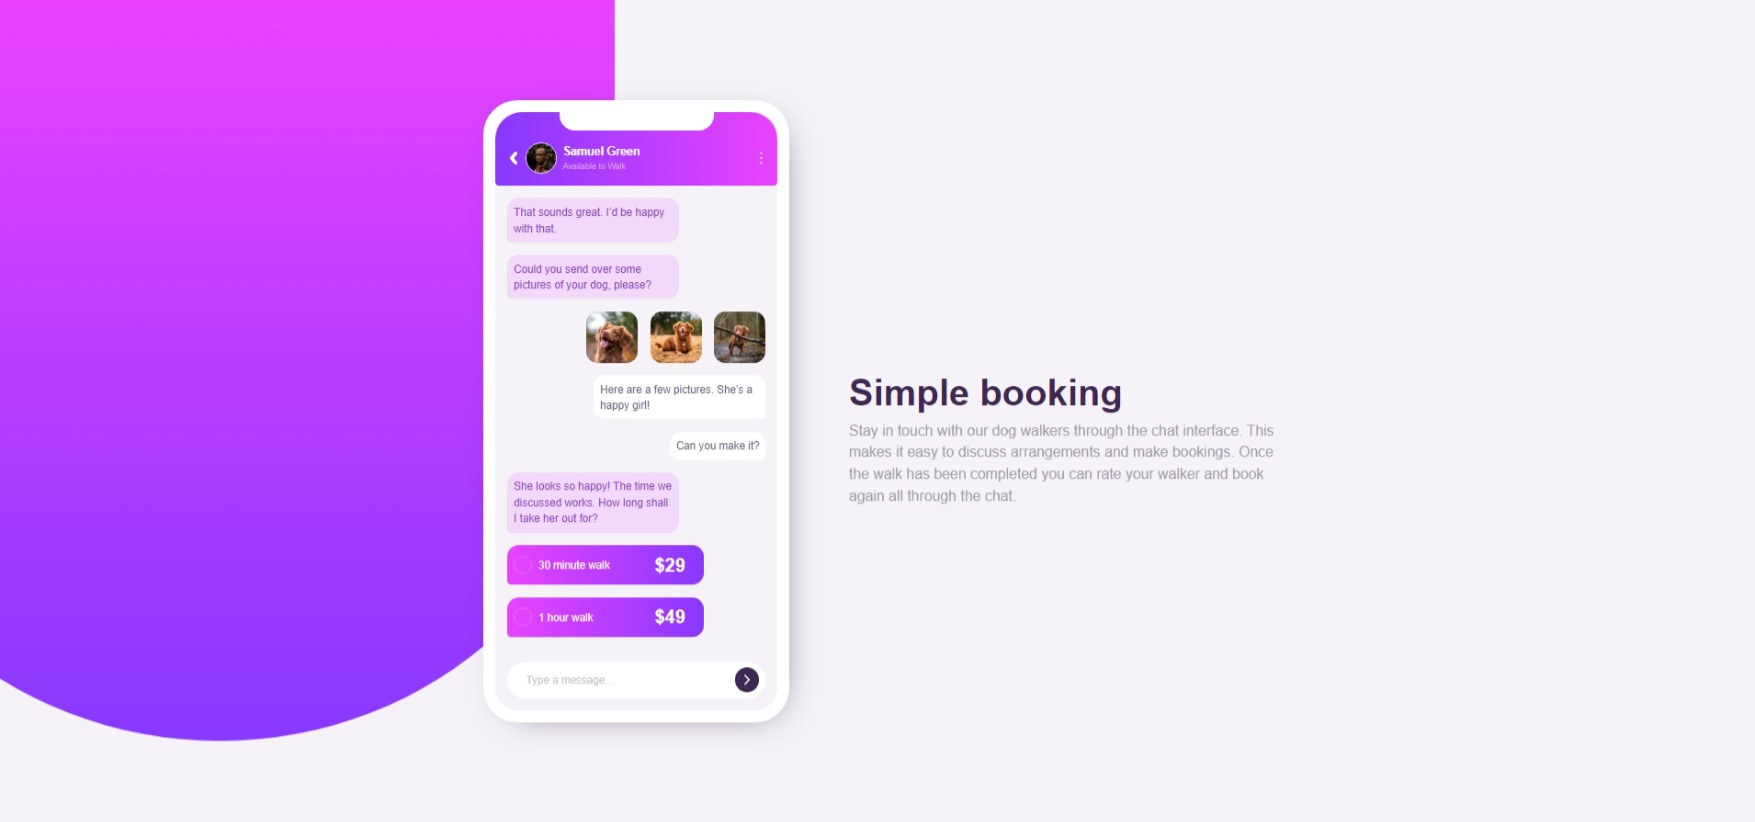 Samuel Green
Available to Walk
That sounds great. I’d be happy
with that.
Could you send over some
pictures of your dog, please?
Here are a few pictures. She’s a
happy girl!
Can you make it?
She looks so happy! The time we
discussed works. How long shall
I take her out for?
30 minute walk $29
1 hour walk $49
Type a message…
Simple booking
Stay in touch with our dog walkers through the chat interface. This
makes it easy to discuss arrangements and make bookings. Once
the walk has been completed you can rate your walker and book
again all through the chat.